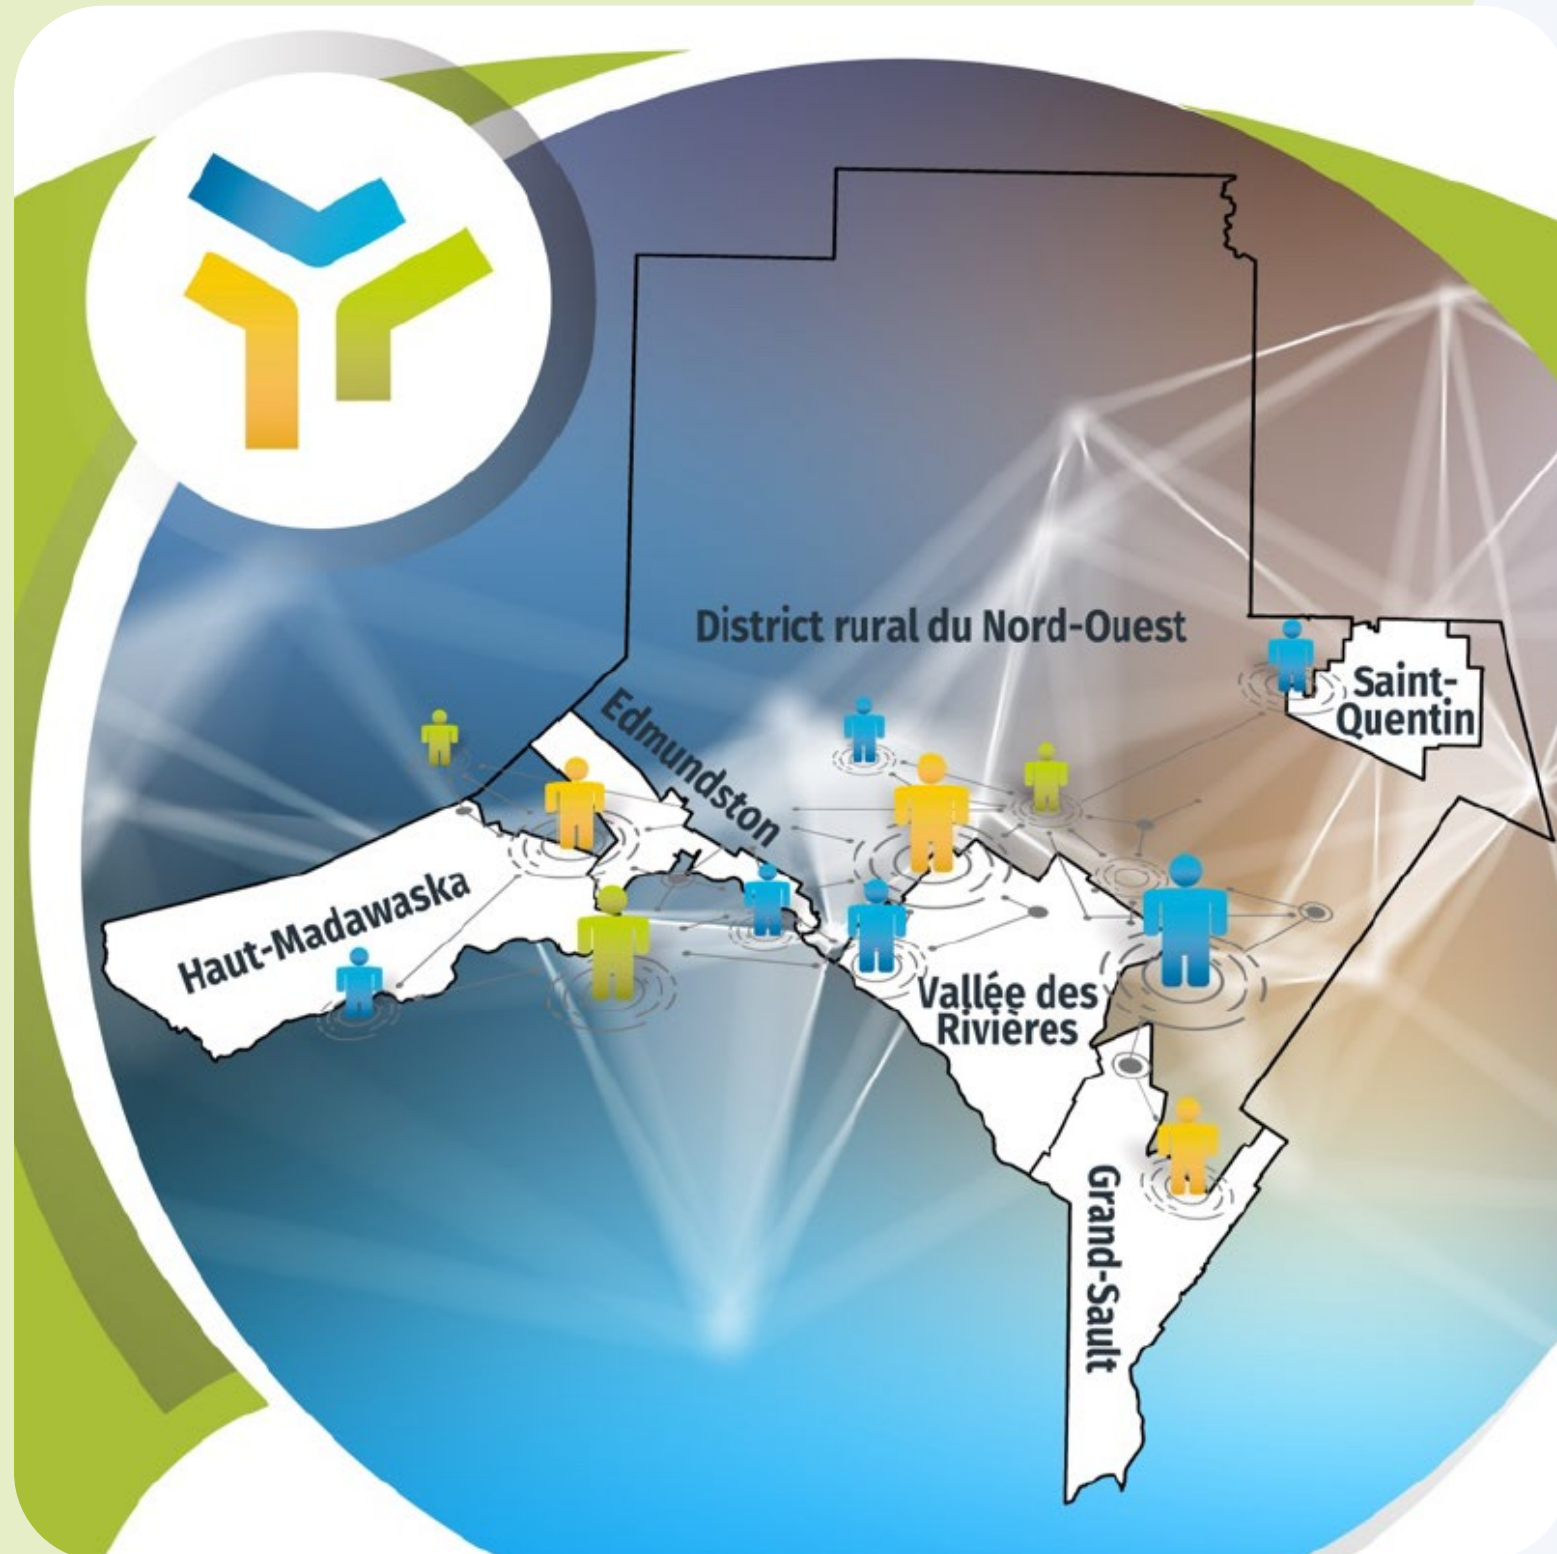 District rural du Nord-Ouest
Saint-
Quentin
Edmundston
Haut-Madawaska
Vallée des
Rivières
Grand-Sault